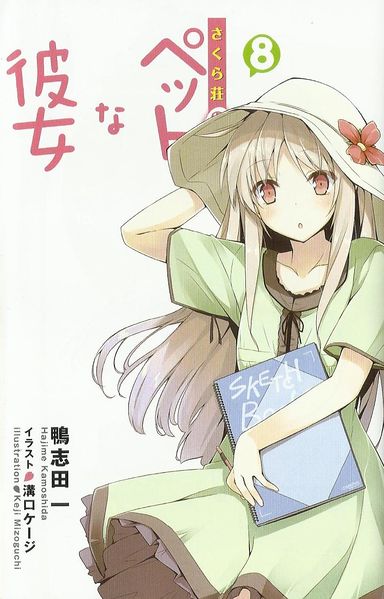 8
さくら荘の
ペット
な
彼女
SKETCH
鴨志田 一
Hajime Kamoshida
イラスト 溝口ケージ
illustration Keji Mizoguchi